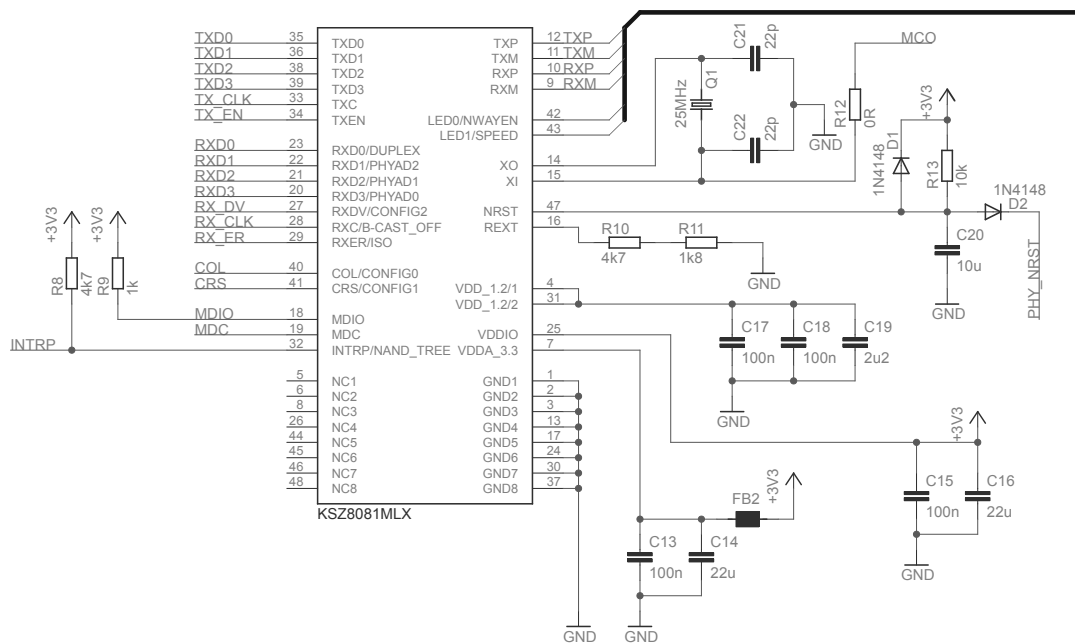 TXD0 35 TXD0 TXP 12 TXP
TXD1 36 TXD1 TXM 11 TXM
TXD2 38 TXD2 RXP 10 RXP
TXD3 39 TXD3 RXM 9 RXM
TX_CLK 33 TXC
TX_EN 34 TXEN LED0/NWAYEN 42
LED1/SPEED 43
RXD0 23 RXD0/DUPLEX
RXD1 22 RXD1/PHYAD2 XO 14
RXD2 21 RXD2/PHYAD1 XI 15
RXD3 20 RXD3/PHYAD0
RX_DV 27 RXDV/CONFIG2 NRST 47
RX_CLK 28 RXC/B-CAST_OFF REXT 16
RX_ER 29 RXER/ISO
COL 40 COL/CONFIG0
CRS 41 CRS/CONFIG1 VDD_1.2/1 4
VDD_1.2/2 31
MDIO 18 MDIO
MDC 19 MDC VDDIO 25
INTRP 32 INTRP/NAND_TREE VDDA_3.3 7
5 NC1 GND1 1
6 NC2 GND2 2
8 NC3 GND3 3
26 NC4 GND4 13
44 NC5 GND5 17
45 NC6 GND6 24
46 NC7 GND7 30
48 NC8 GND8 37
KSZ8081MLX
+3V3
+3V3
R8
4k7
R9
1k
C21
22p
Q1
25MHz
C22
22p
GND
MCO
R12
0R
+3V3
D1
1N4148
R13
10k
1N4148
D2
C20
10u
GND
PHY_NRST
R10
4k7
R11
1k8
GND
C17
100n
C18
100n
C19
2u2
GND
+3V3
C15
100n
C16
22u
GND
+3V3
FB2
C13
100n
C14
22u
GND
GND